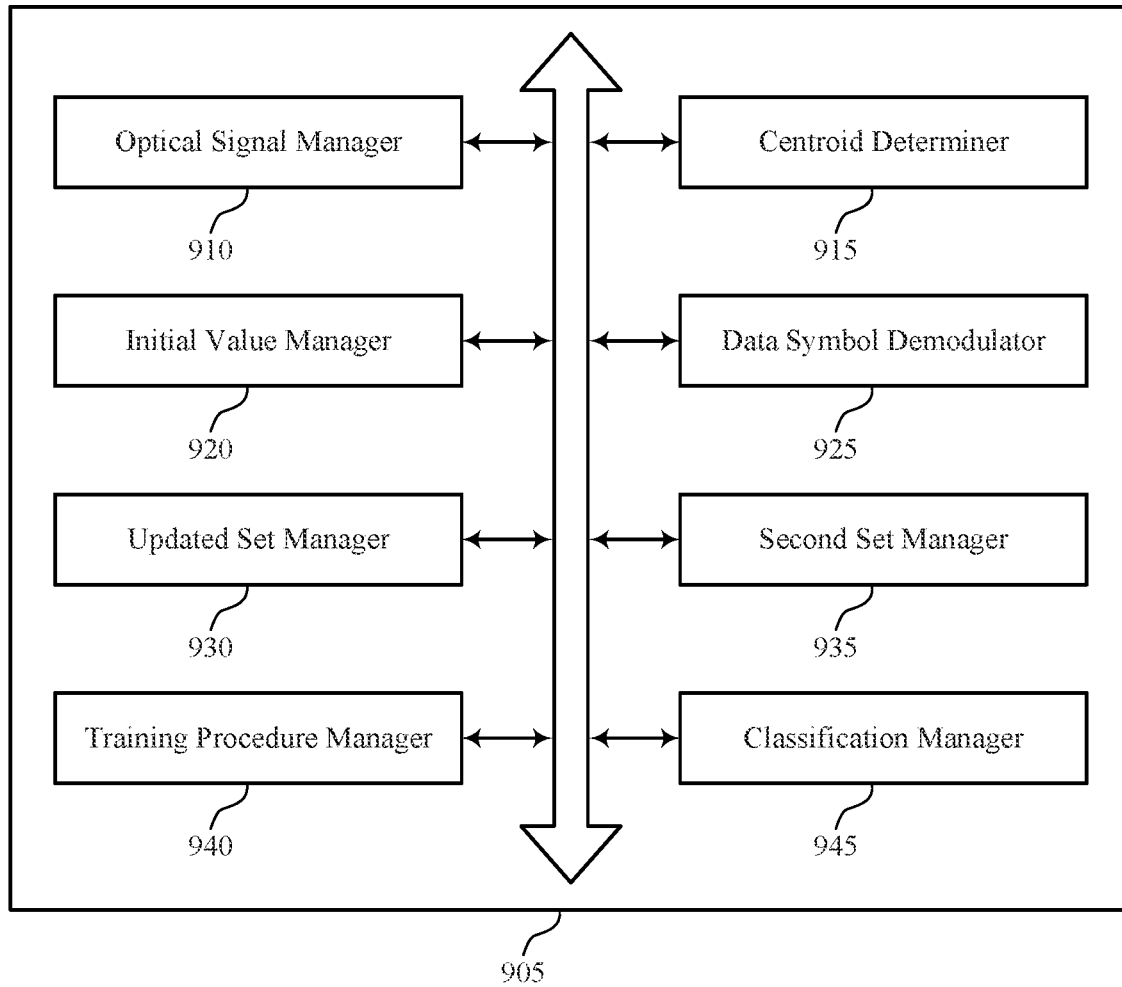 Optical Signal Manager
Centroid Determiner
910
915
Initial Value Manager
Data Symbol Demodulator
920
925
Updated Set Manager
Second Set Manager
930
935
Training Procedure Manager
Classification Manager
940
945
905